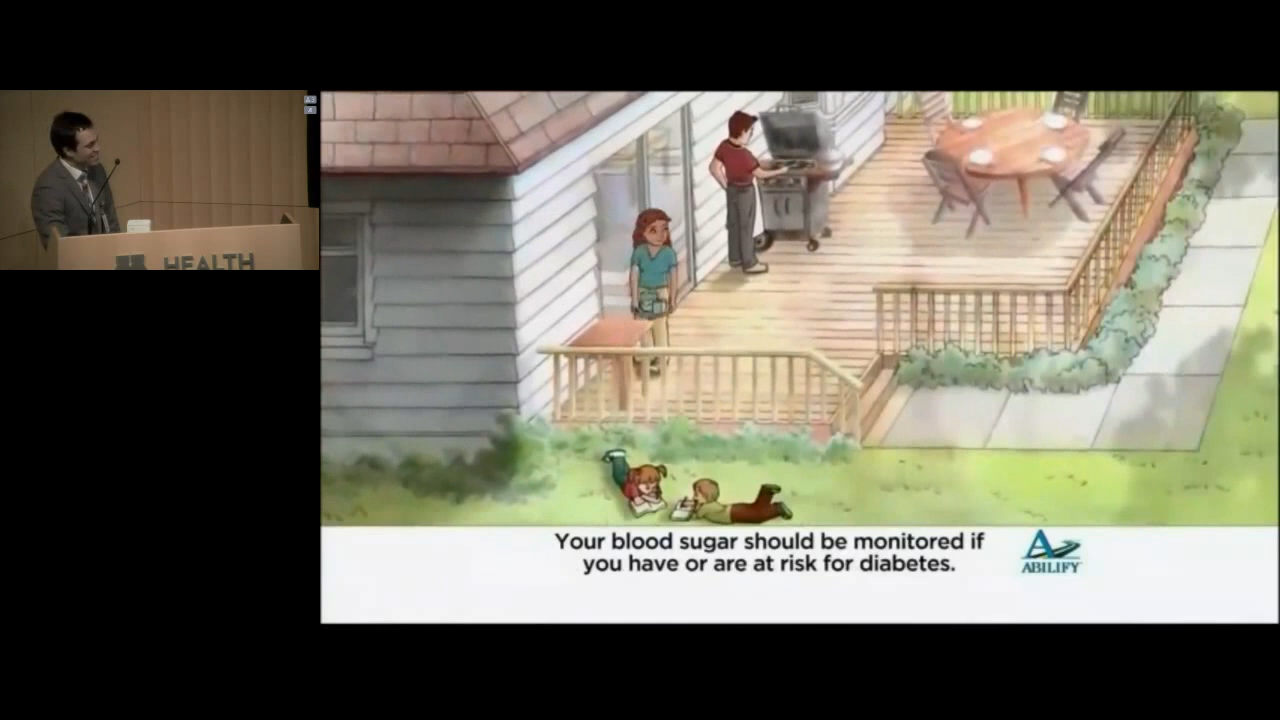 HEALTH
Your blood sugar should be monitored if
you have or are at risk for diabetes.
ABILIFY